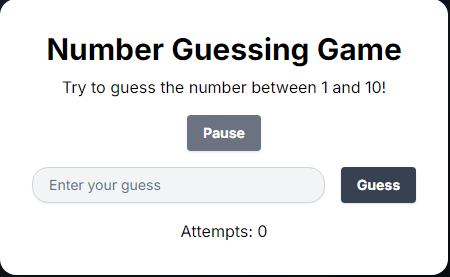 Number Guessing Game
Try to guess the number between 1 and 10!
Pause
Enter your guess
Guess
Attempts: 0